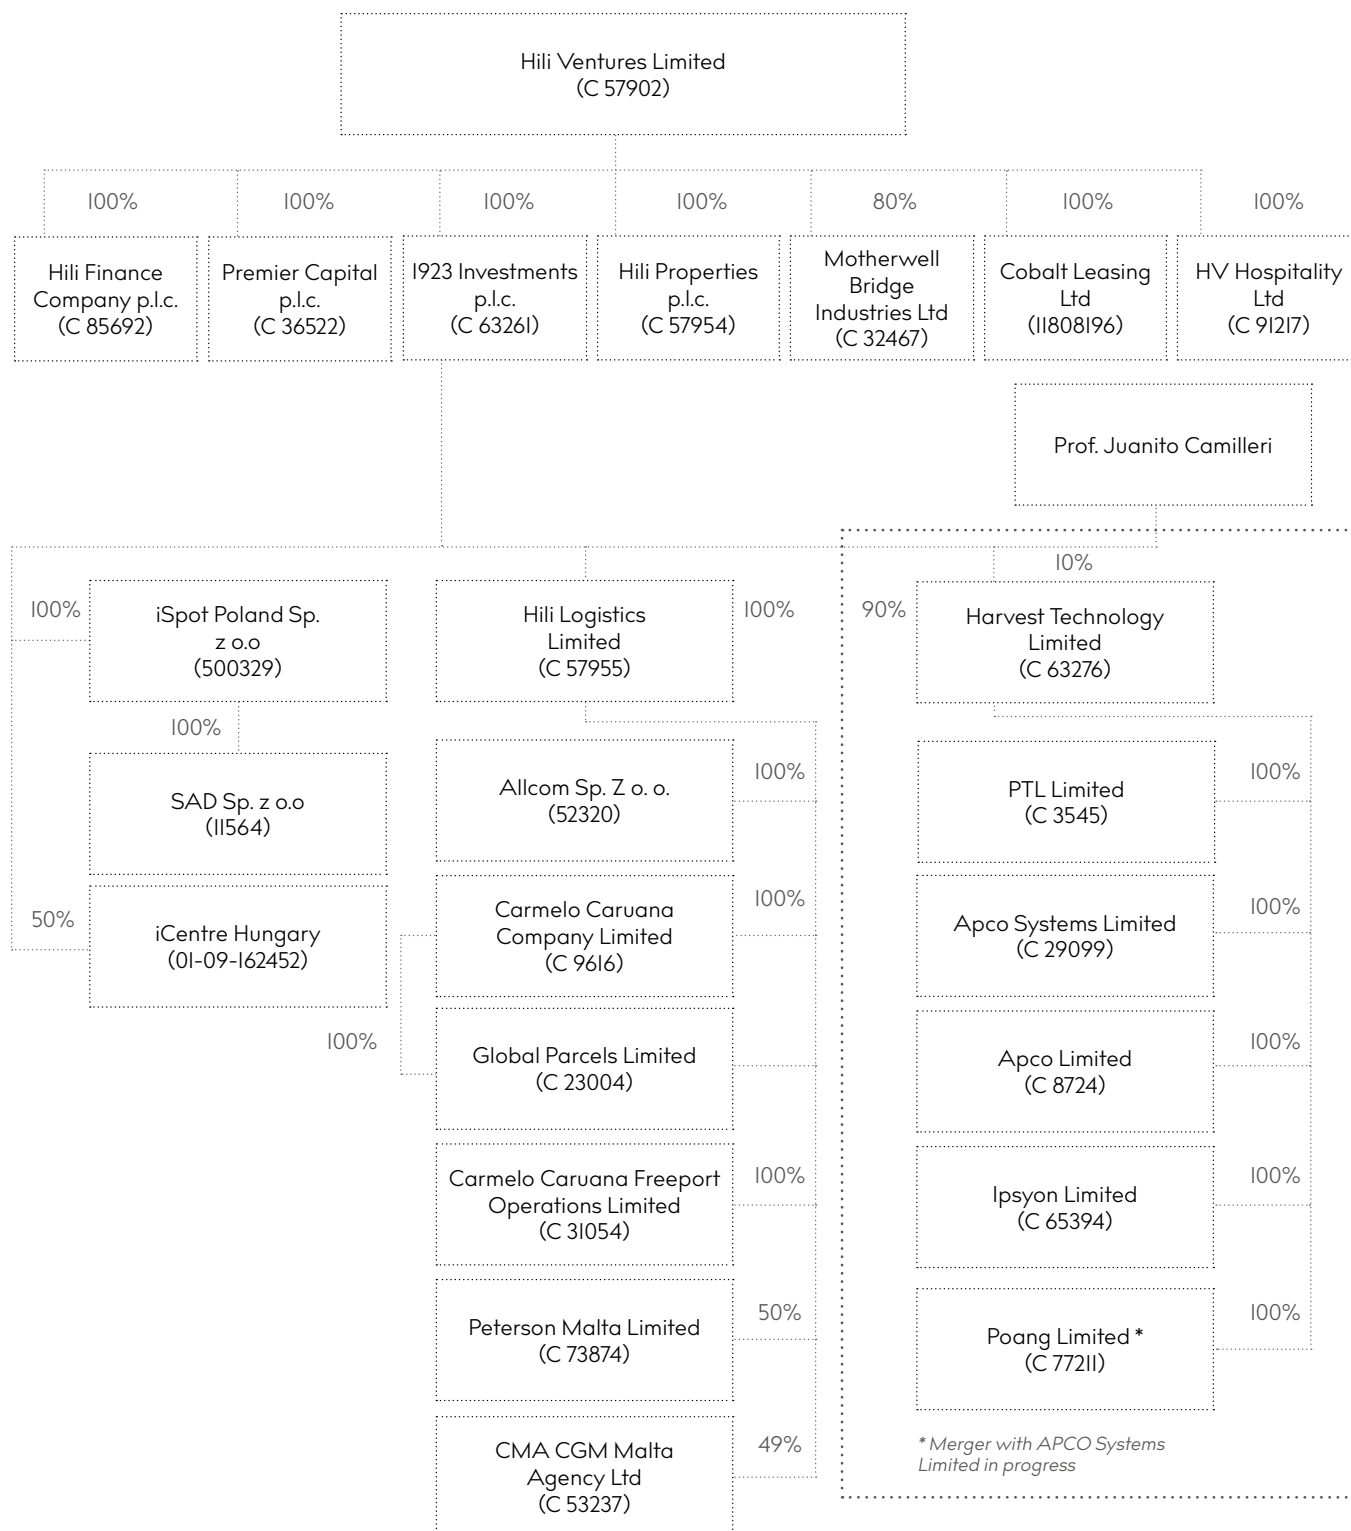 Hili Ventures Limited
(C 57902)
100%
100%
100%
100%
80%
100%
100%
Hili Finance
Company p.l.c.
(C 85692)
Premier Capital
p.l.c.
(C 36522)
1923 Investments
p.l.c.
(C 63261)
Hili Properties
p.l.c.
(C 57954)
Motherwell
Bridge
Industries Ltd
(C 32467)
Cobalt Leasing
Ltd
(11808196)
HV Hospitality
Ltd
(C 91217)
Prof. Juanito Camilleri
10%
100%
iSpot Poland Sp.
z o.o
(500329)
Hili Logistics
Limited
(C 57955)
100%
90%
Harvest Technology
Limited
(C 63276)
100%
SAD Sp. z o.o
(11564)
Allcom Sp. Z o. o.
(52320)
100%
PTL Limited
(C 3545)
100%
50%
iCentre Hungary
(01-09-162452)
Carmelo Caruana
Company Limited
(C 9616)
100%
Apco Systems Limited
(C 29099)
100%
100%
Global Parcels Limited
(C 23004)
Apco Limited
(C 8724)
100%
Carmelo Caruana Freeport
Operations Limited
(C 31054)
100%
Ipsyon Limited
(C 65394)
100%
Peterson Malta Limited
(C 73874)
50%
Poang Limited *
(C 77211)
100%
CMA CGM Malta
Agency Ltd
(C 53237)
49%
* Merger with APCO Systems
Limited in progress